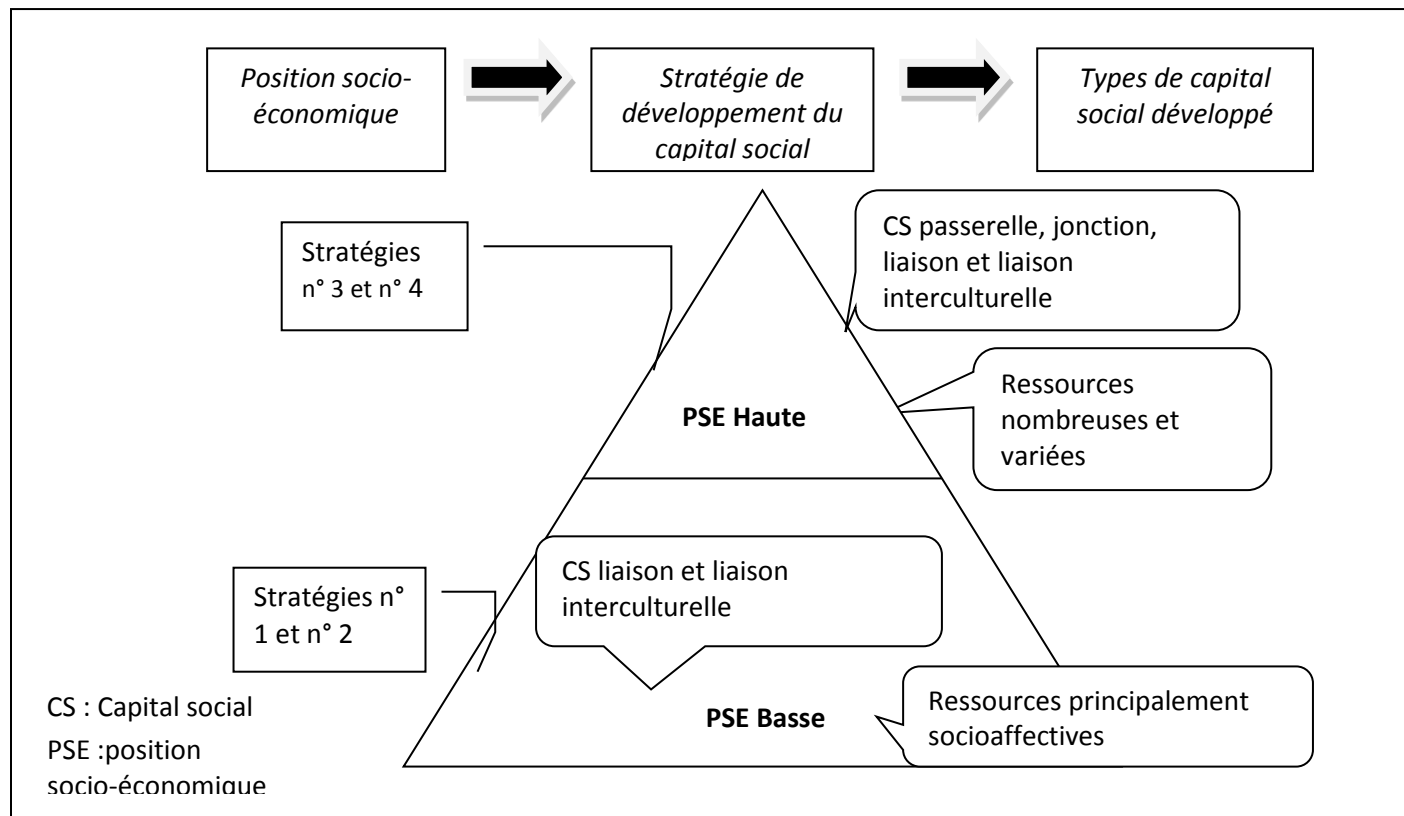 Position socio-
économique
Stratégie de
développement du
capital social
Types de capital
social développé
Stratégies
n° 3 et n° 4
CS passerelle, jonction,
liaison et liaison
interculturelle
Ressources
nombreuses et
variées
PSE Haute
CS liaison et liaison
interculturelle
Stratégies n°
1 et n° 2
Ressources principalement
socioaffectives
PSE Basse
CS : Capital social
PSE :position
socio-économique